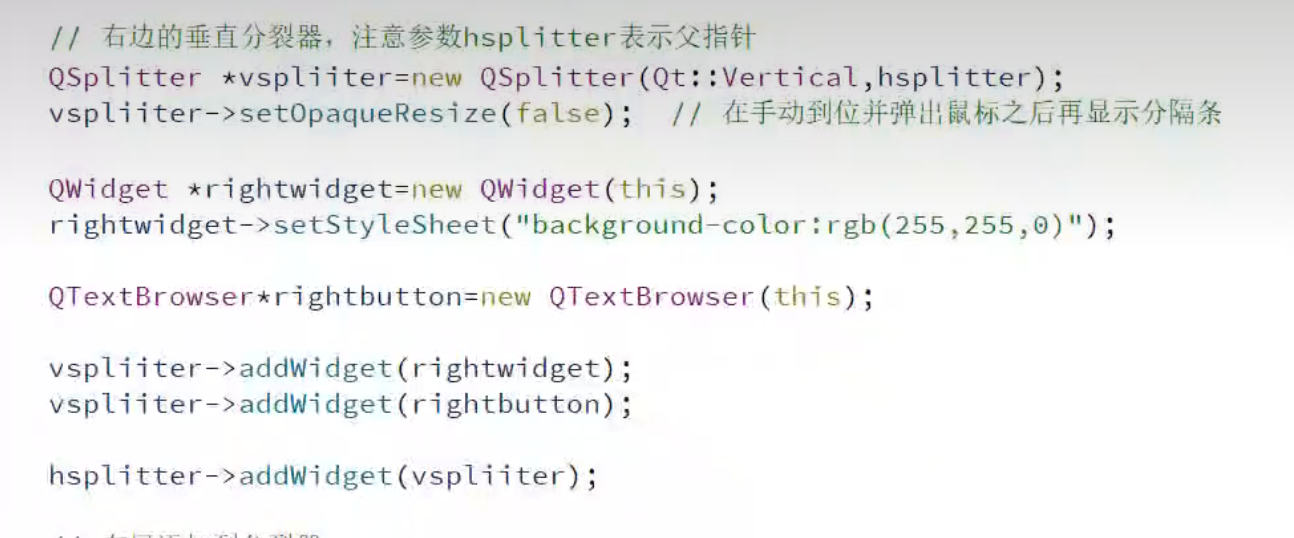 // 右边的垂直分裂器，注意参数hsplitter表示父指针
QSplitter *vspliiter=new QSplitter(Qt::Vertical,hsplitter);
vspliiter->setOpaqueResize(false);  // 在手动到位并弹出鼠标之后再显示分隔条
QWidget *rightwidget=new QWidget(this);
rightwidget->setStyleSheet("background-color:rgb(255,255,0)");
QTextBrowser*rightbutton=new QTextBrowser(this);
vspliiter->addWidget(rightwidget);
vspliiter->addWidget(rightbutton);
hsplitter->addWidget(vspliiter);